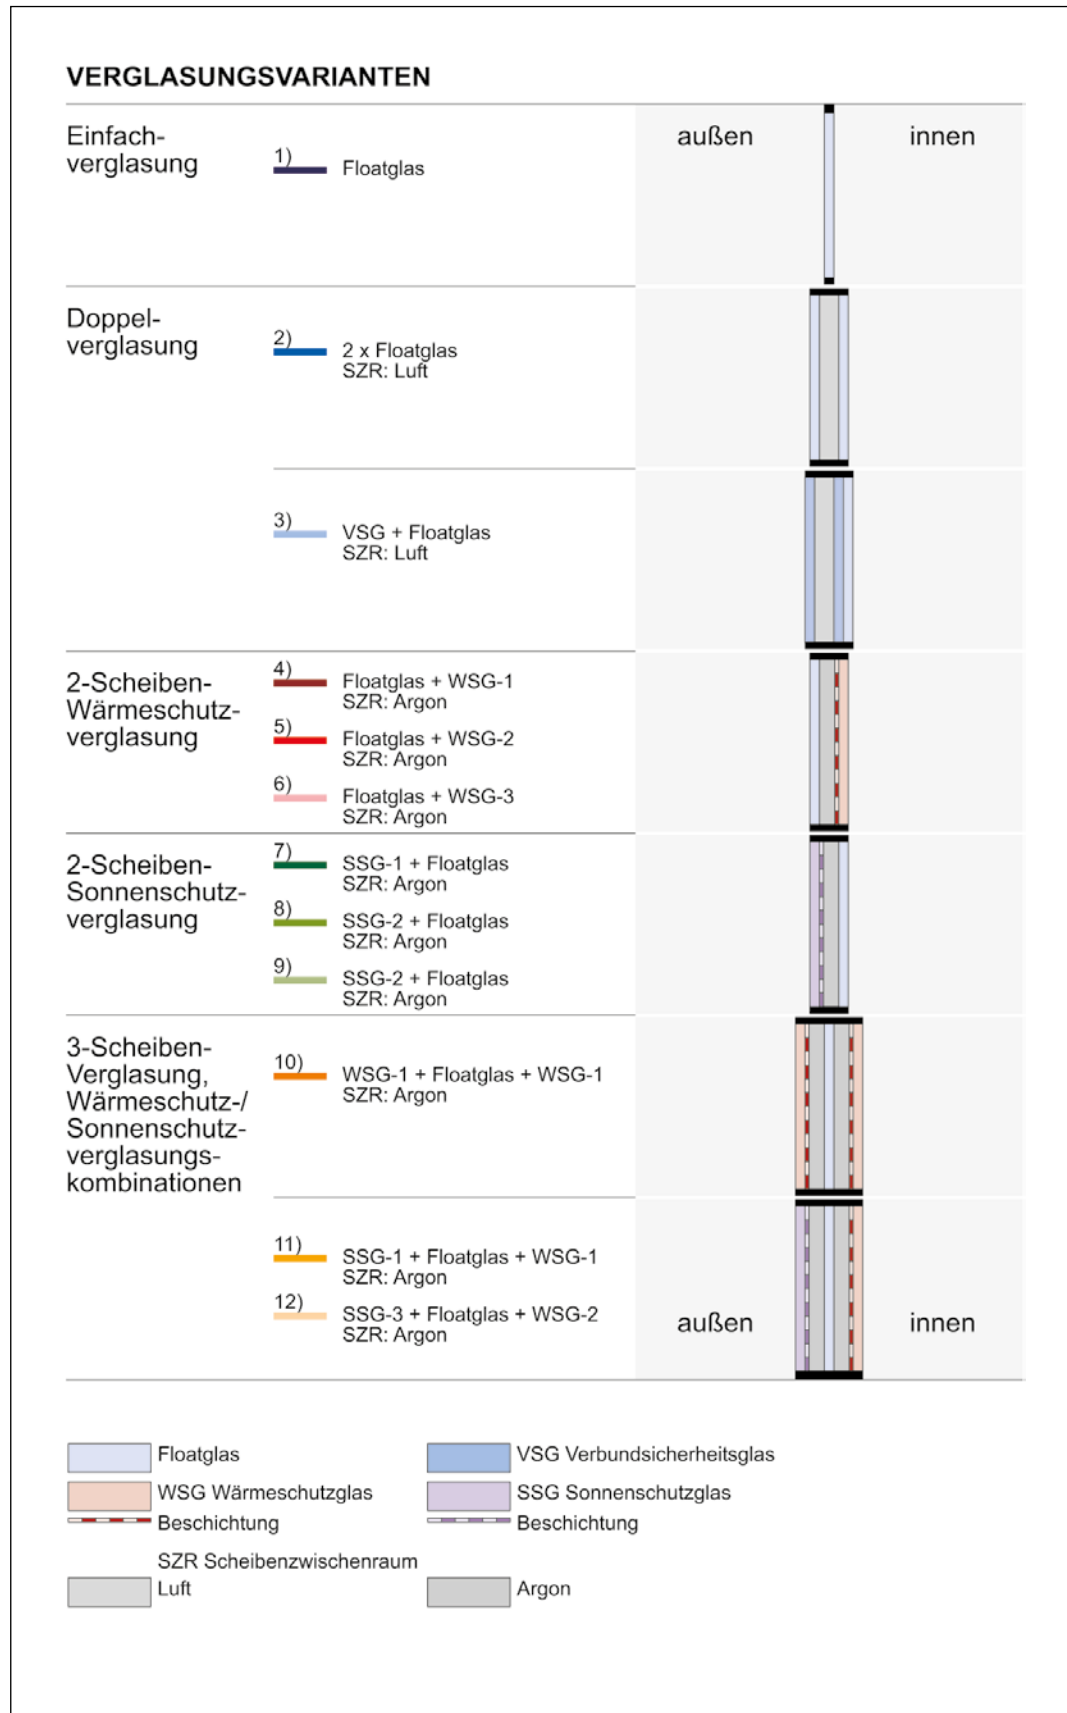 VERGLASUNGSVARIANTEN
Einfach-
verglasung
1)
Floatglas
außen
innen
Doppel-
verglasung
2)
2 x Floatglas
SZR: Luft
3)
VSG + Floatglas
SZR: Luft
2-Scheiben-
Wärmeschutz-
verglasung
4)
Floatglas + WSG-1
SZR: Argon
5)
Floatglas + WSG-2
SZR: Argon
6)
Floatglas + WSG-3
SZR: Argon
2-Scheiben-
Sonnenschutz-
verglasung
7)
SSG-1 + Floatglas
SZR: Argon
8)
SSG-2 + Floatglas
SZR: Argon
9)
SSG-2 + Floatglas
SZR: Argon
3-Scheiben-
Verglasung,
Wärmeschutz-/
Sonnenschutz-
verglasungs-
kombinationen
10)
WSG-1 + Floatglas + WSG-1
SZR: Argon
11)
SSG-1 + Floatglas + WSG-1
SZR: Argon
12)
SSG-3 + Floatglas + WSG-2
SZR: Argon
außen
innen
Floatglas
VSG Verbundsicherheitsglas
WSG Wärmeschutzglas
SSG Sonnenschutzglas
Beschichtung
Beschichtung
SZR Scheibenzwischenraum
Luft
Argon